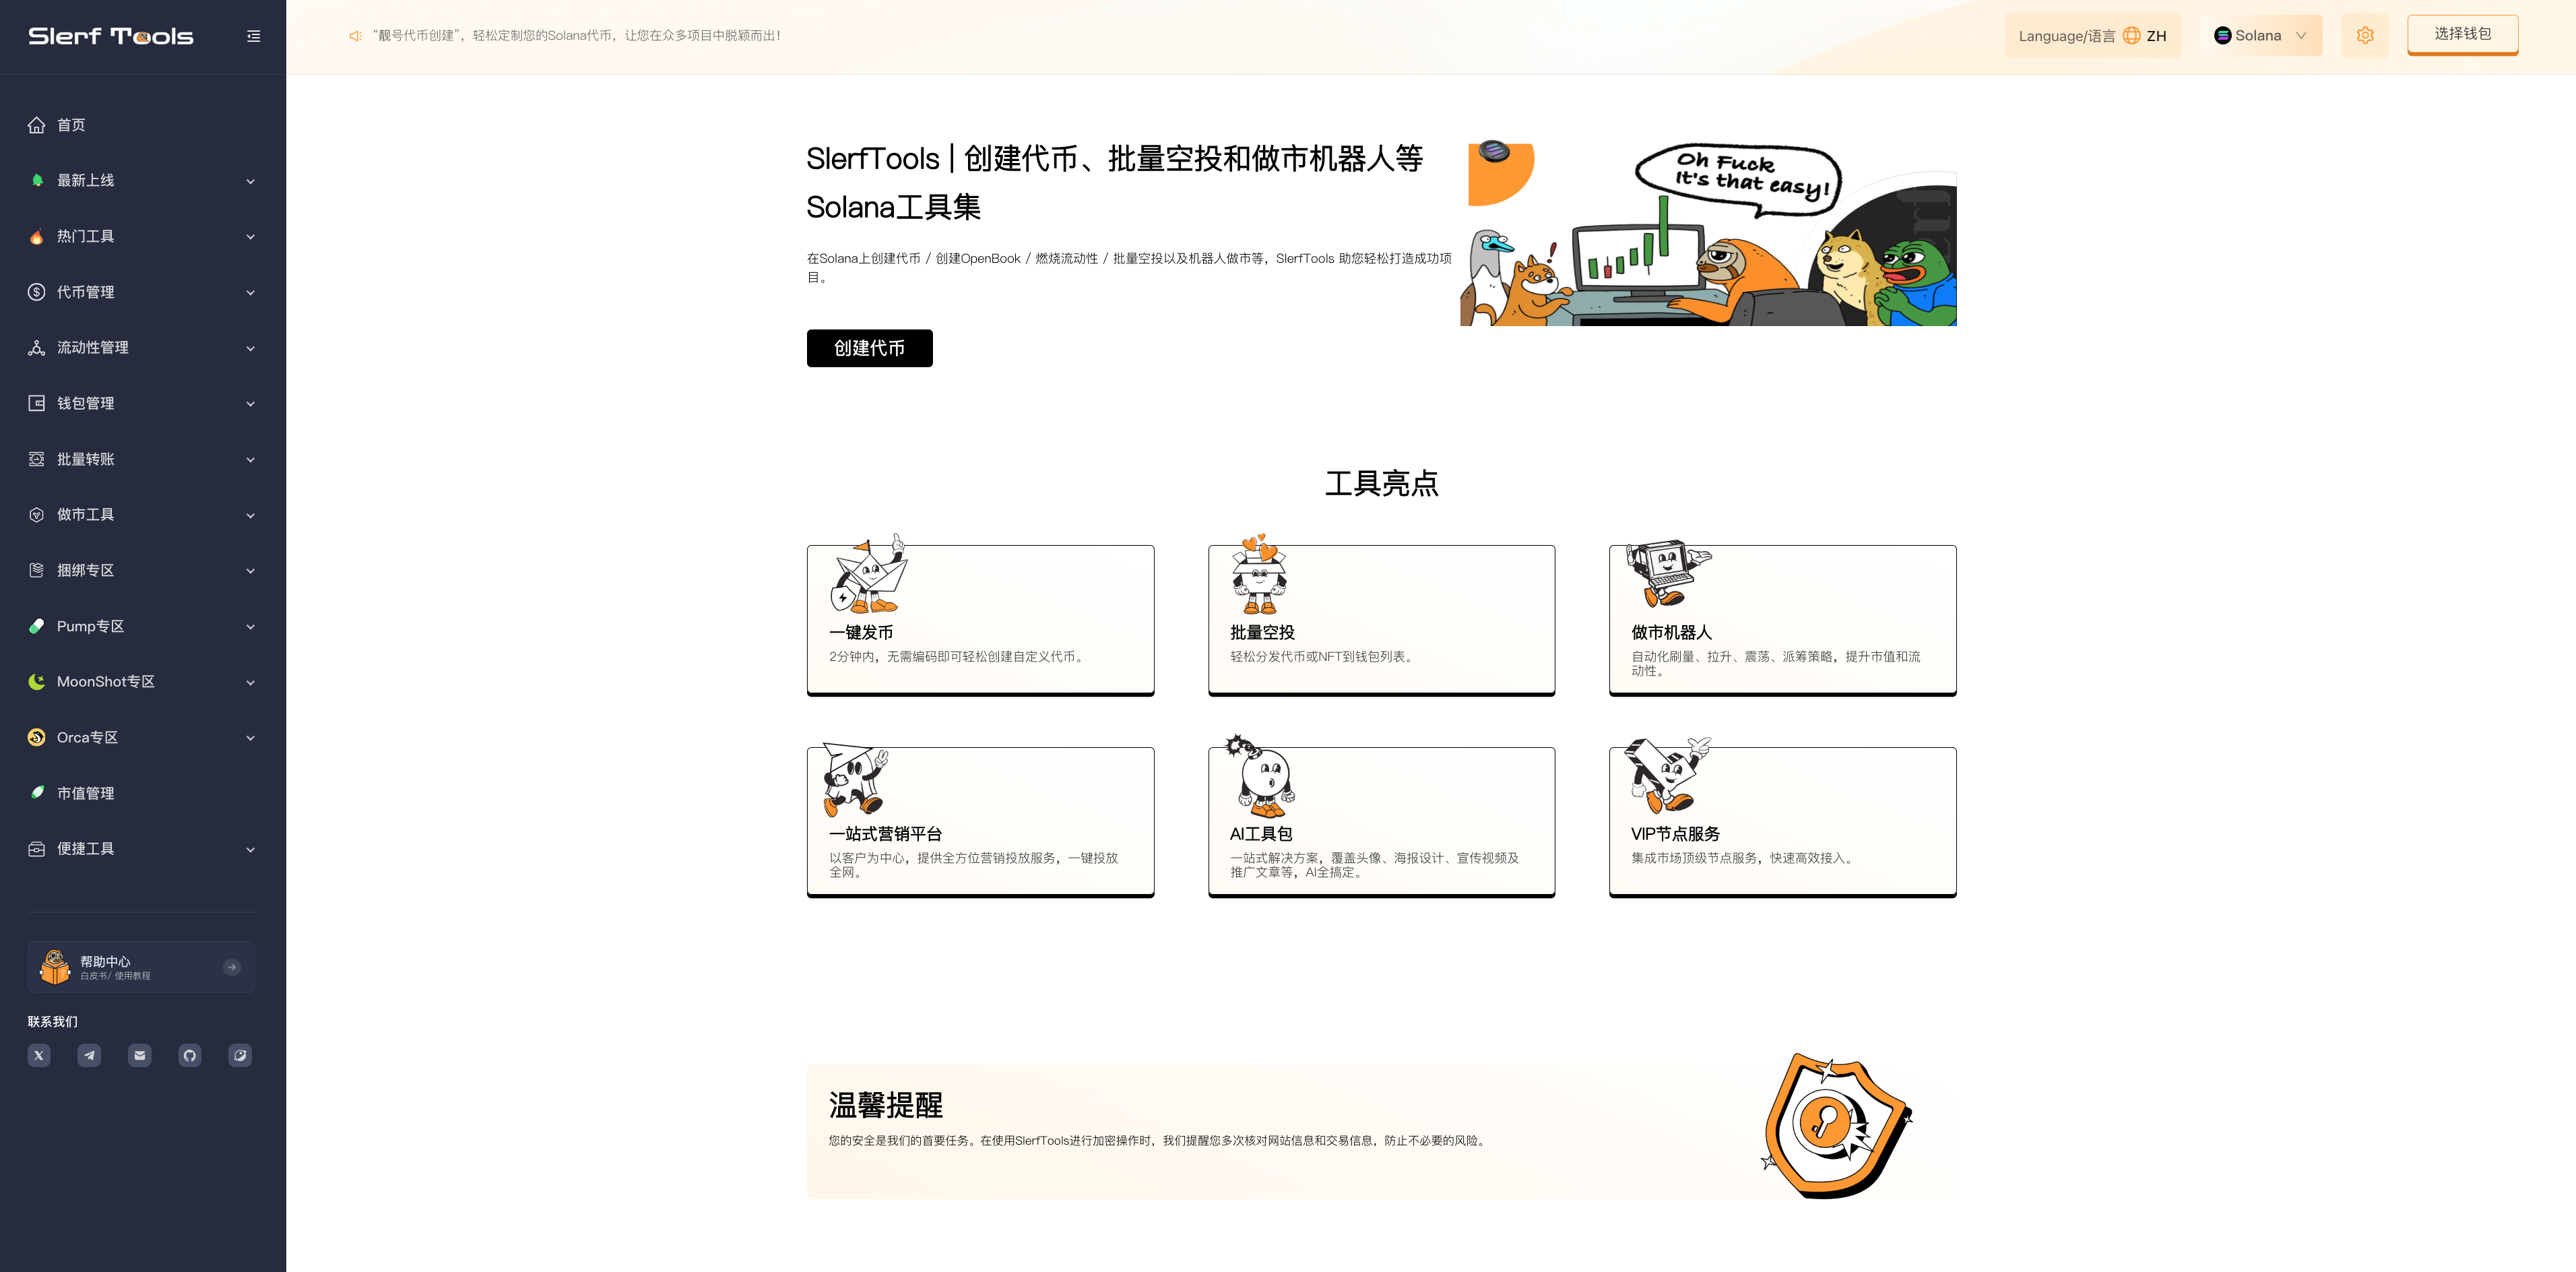 Slerf Tools
首页
最新上线
热门工具
代币管理
流动性管理
钱包管理
批量转账
做市工具
捆绑专区
Pump专区
MoonShot专区
Orca专区
市值管理
便捷工具
帮助中心
白皮书/ 使用教程
联系我们
“靓号代币创建”，轻松定制您的Solana代币，让您在众多项目中脱颖而出！
Language/语言 ZH
Solana
选择钱包
SlerfTools | 创建代币、批量空投和做市机器人等
Solana工具集
在Solana上创建代币 / 创建OpenBook / 燃烧流动性 / 批量空投以及机器人做市等，SlerfTools 助您轻松打造成功项
目。
创建代币
Oh Fuck
it's that easy!
工具亮点
一键发币
2分钟内，无需编码即可轻松创建自定义代币。
批量空投
轻松分发代币或NFT到钱包列表。
做市机器人
自动化刷量、拉升、震荡、派筹策略，提升市值和流
动性。
一站式营销平台
以客户为中心，提供全方位营销投放服务，一键投放
全网。
AI工具包
一站式解决方案，覆盖头像、海报设计、宣传视频及
推广文章等，AI全搞定。
VIP节点服务
集成市场顶级节点服务，快速高效接入。
温馨提醒
您的安全是我们的首要任务。在使用SlerfTools进行加密操作时，我们提醒您多次核对网站信息和交易信息，防止不必要的风险。